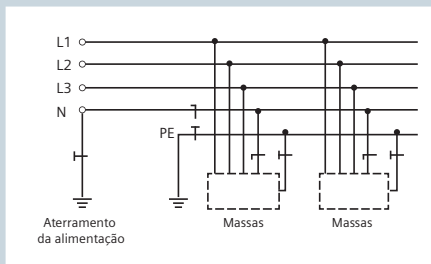 L1
L2
L3
N
PE
Aterramento
da alimentação
Massas
Massas